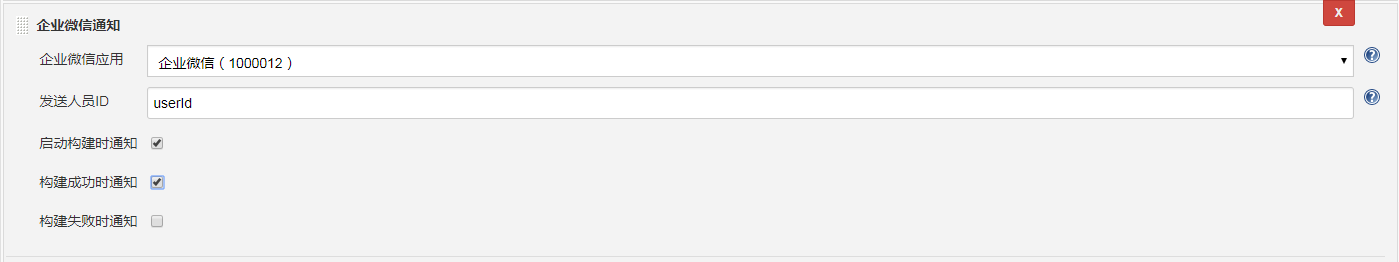 企业微信通知
X
企业微信应用
企业微信（1000012）
发送人员ID
userId
启动构建时通知
构建成功时通知
构建失败时通知